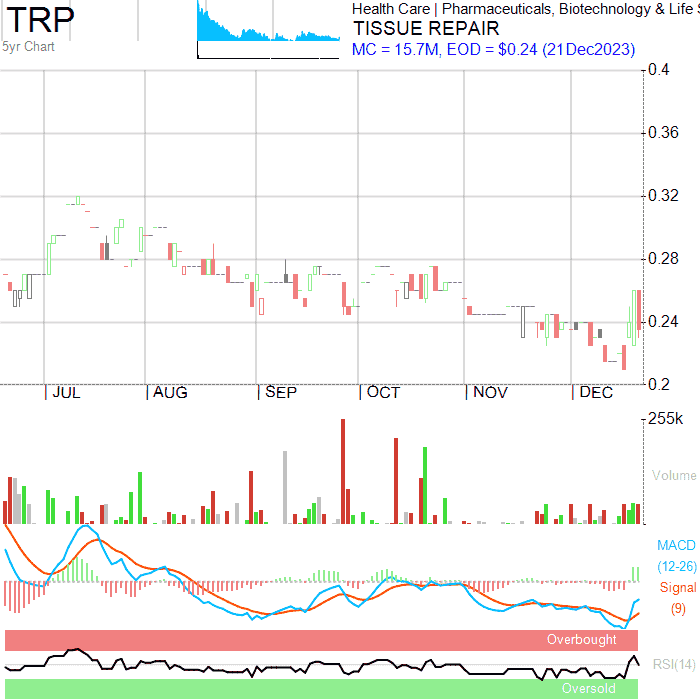 TRP
5yr Chart
Health Care | Pharmaceuticals, Biotechnology & Life S
TISSUE REPAIR
MC = 15.7M, EOD = $0.24 (21Dec2023)
0.4
0.36
0.32
0.28
0.24
0.2
JUL AUG SEP OCT NOV DEC
255k
Volume
MACD
(12-26)
Signal
(9)
Overbought
RSI(14)
Oversold